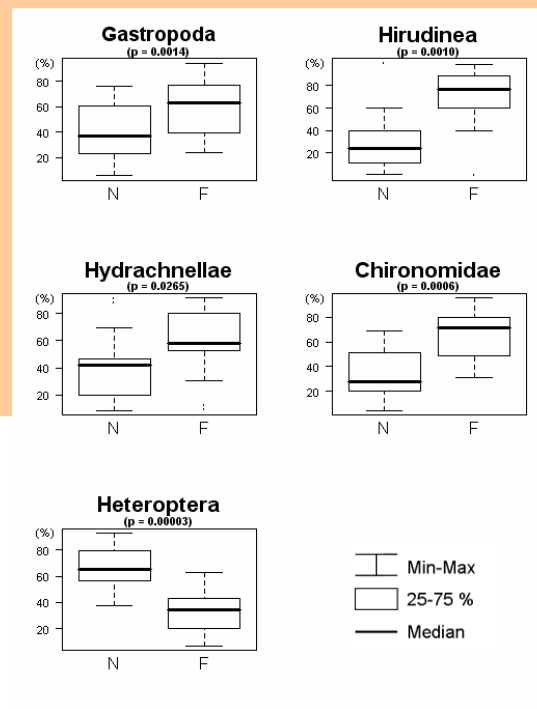 Gastropoda
(p = 0.0014)
(%)
80
60
40
20
N F
Hirudinea
(p = 0.0010)
(%)
80
60
40
20
N F
Hydrachnellae
(p = 0.0265)
(%)
80
60
40
20
N F
Chironomidae
(p = 0.0006)
(%)
80
60
40
20
N F
Heteroptera
(p = 0.00003)
(%)
80
60
40
20
N F
Min-Max
25-75 %
Median